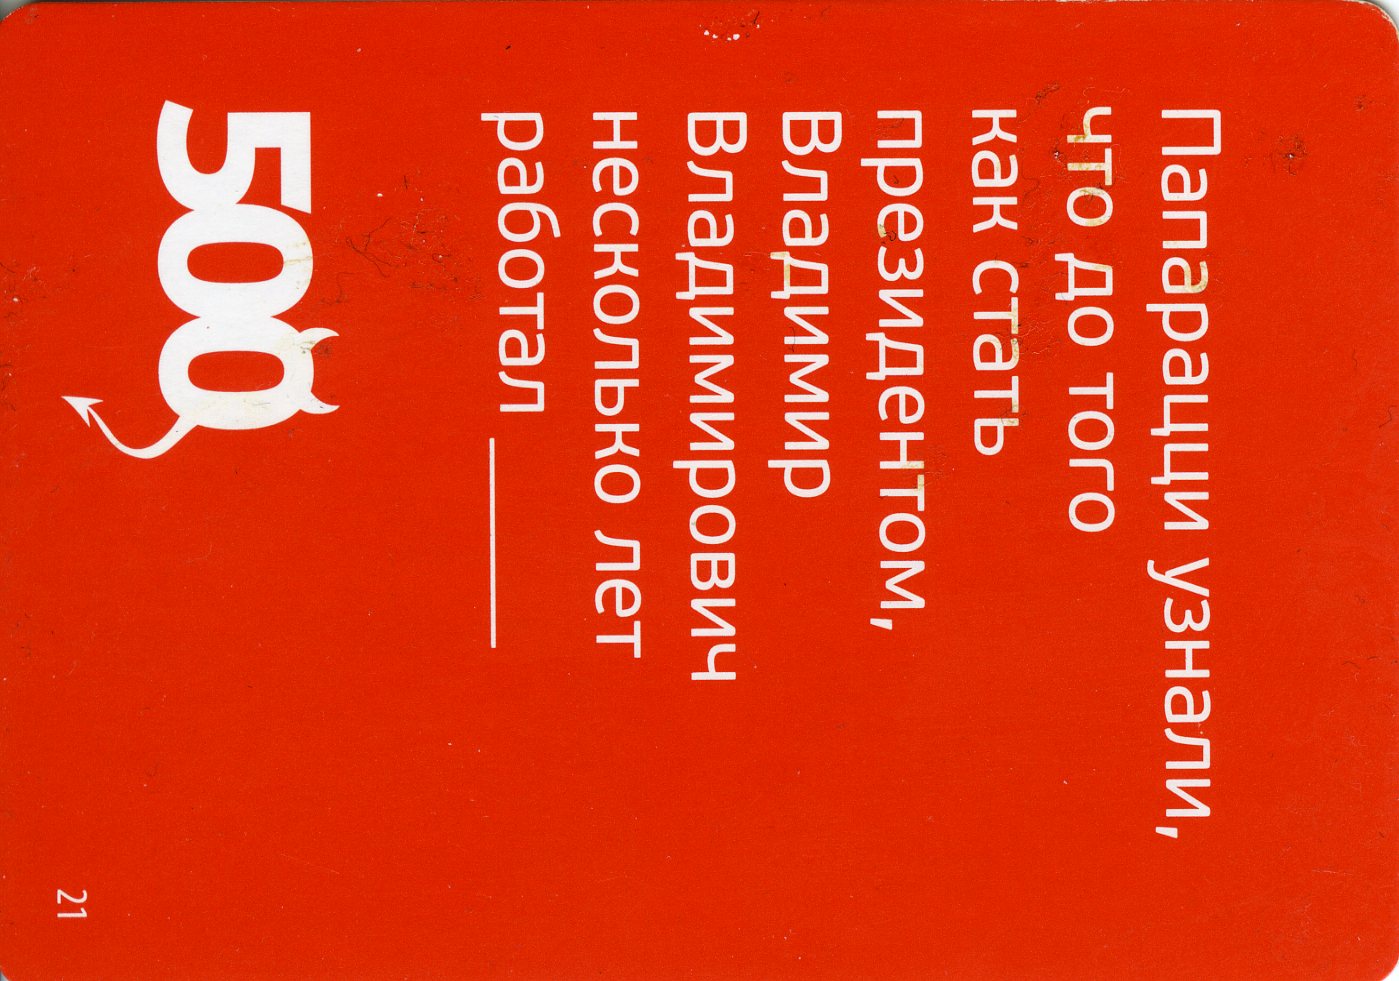 Папарацци узнали,
что до того
как стать
президентом,
Владимир
Владимирович
несколько лет
работал ______
500
21